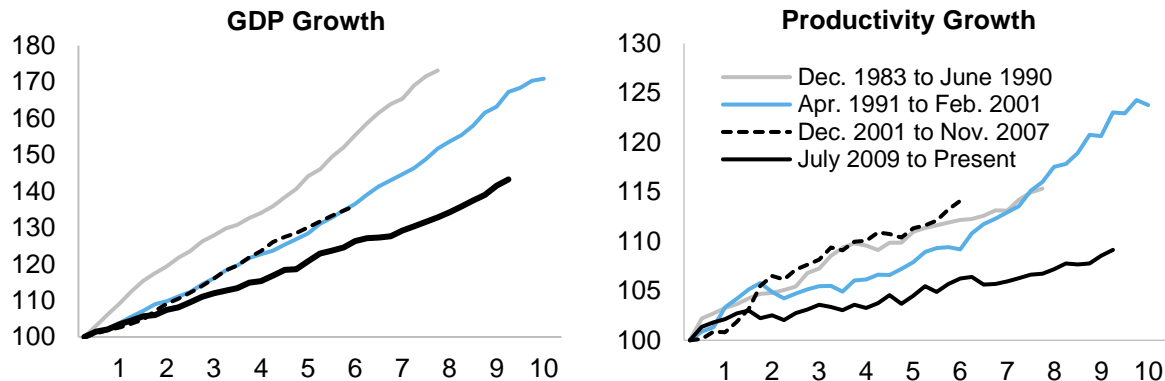 GDP Growth
180
170
160
150
140
130
120
110
100
1 2 3 4 5 6 7 8 9 10
Productivity Growth
130
125
120
115
110
105
100
Dec. 1983 to June 1990
Apr. 1991 to Feb. 2001
Dec. 2001 to Nov. 2007
July 2009 to Present
1 2 3 4 5 6 7 8 9 10